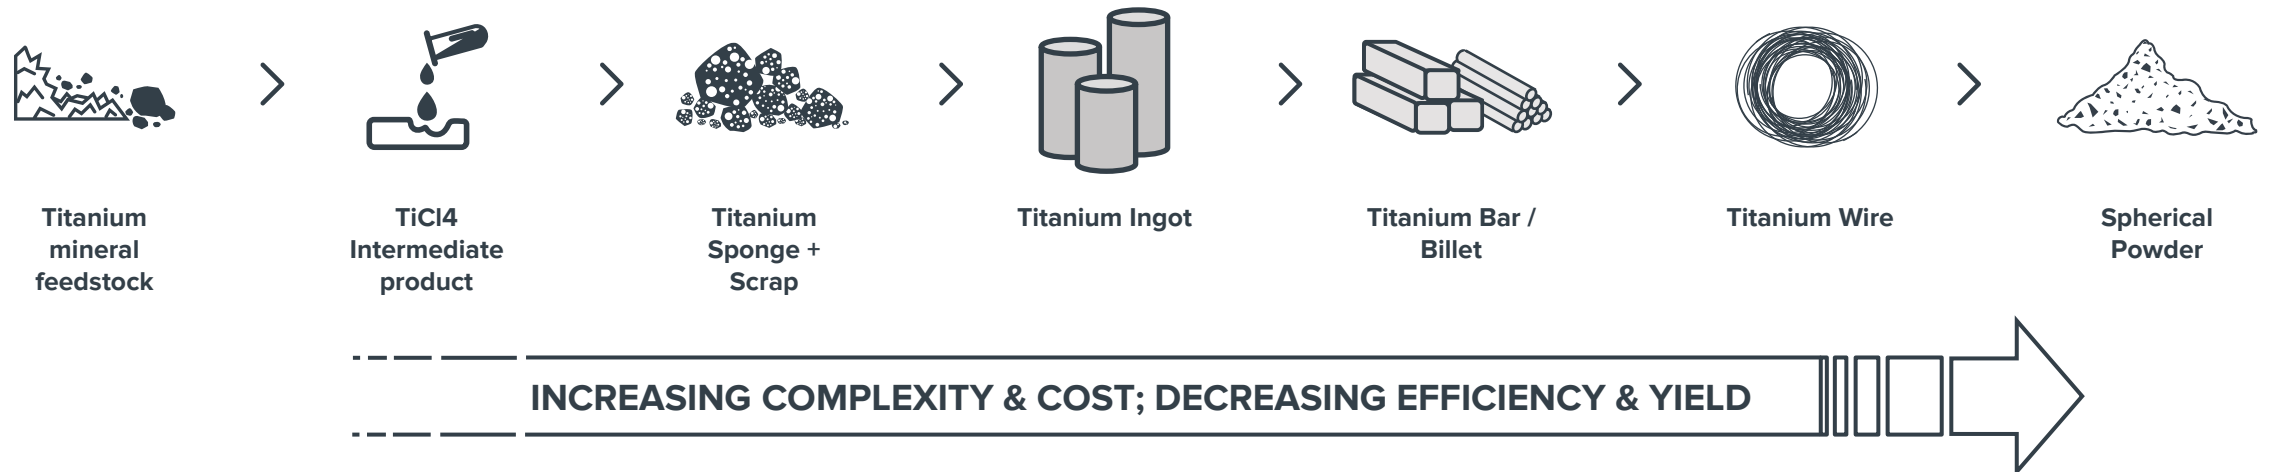 Titanium
mineral
feedstock
TiCl4
Intermediate
product
Titanium
Sponge +
Scrap
Titanium Ingot
Titanium Bar /
Billet
Titanium Wire
Spherical
Powder
INCREASING COMPLEXITY & COST; DECREASING EFFICIENCY & YIELD